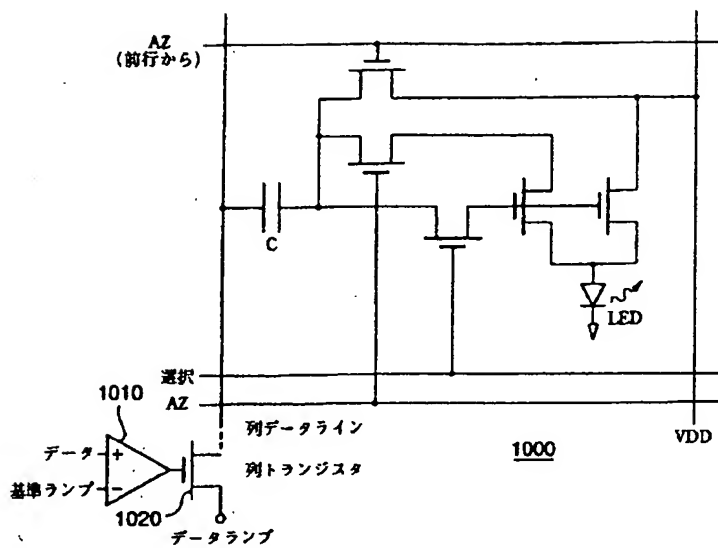 AZ
(前行から)
C
LED
選択
AZ
1010
列データライン
VDD
データ
+
1000
列トランジスタ
基準ランプ
−
1020
データランプ